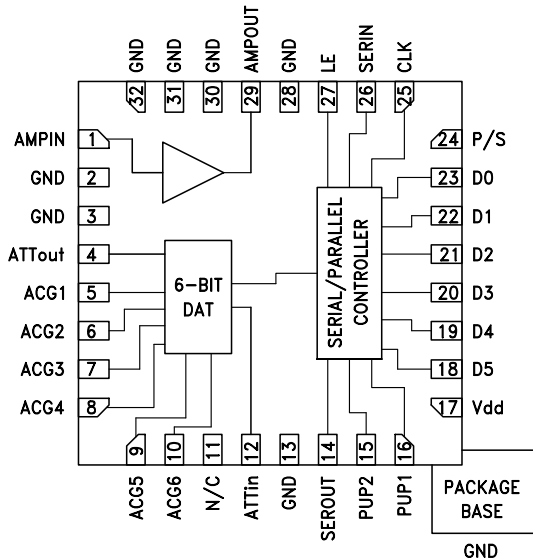 GND
GND
GND
AMPOUT
GND
LE
SERIN
CLK
32
31
30
29
28
27
26
25
AMPIN 1
GND 2
GND 3
ATTout 4
ACG1 5
ACG2 6
ACG3 7
ACG4 8
6-BIT
DAT
SERIAL/PARALLEL
CONTROLLER
24 P/S
23 D0
22 D1
21 D2
20 D3
19 D4
18 D5
17 Vdd
9
10
11
12
13
14
15
16
ACG5
ACG6
N/C
ATTin
GND
SEROUT
PUP2
PUP1
PACKAGE
BASE
GND